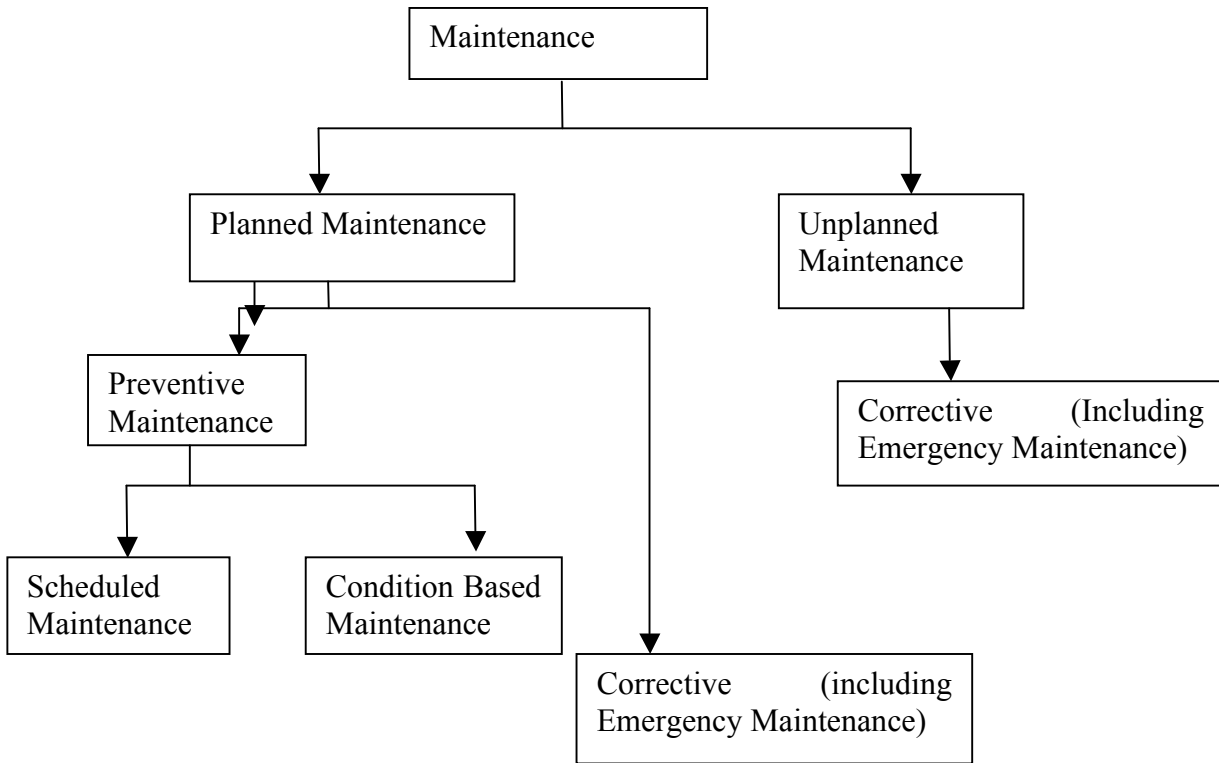 Maintenance
Planned Maintenance
Unplanned
Maintenance
Preventive
Maintenance
Corrective (Including
Emergency Maintenance)
Scheduled
Maintenance
Condition Based
Maintenance
Corrective (including
Emergency Maintenance)